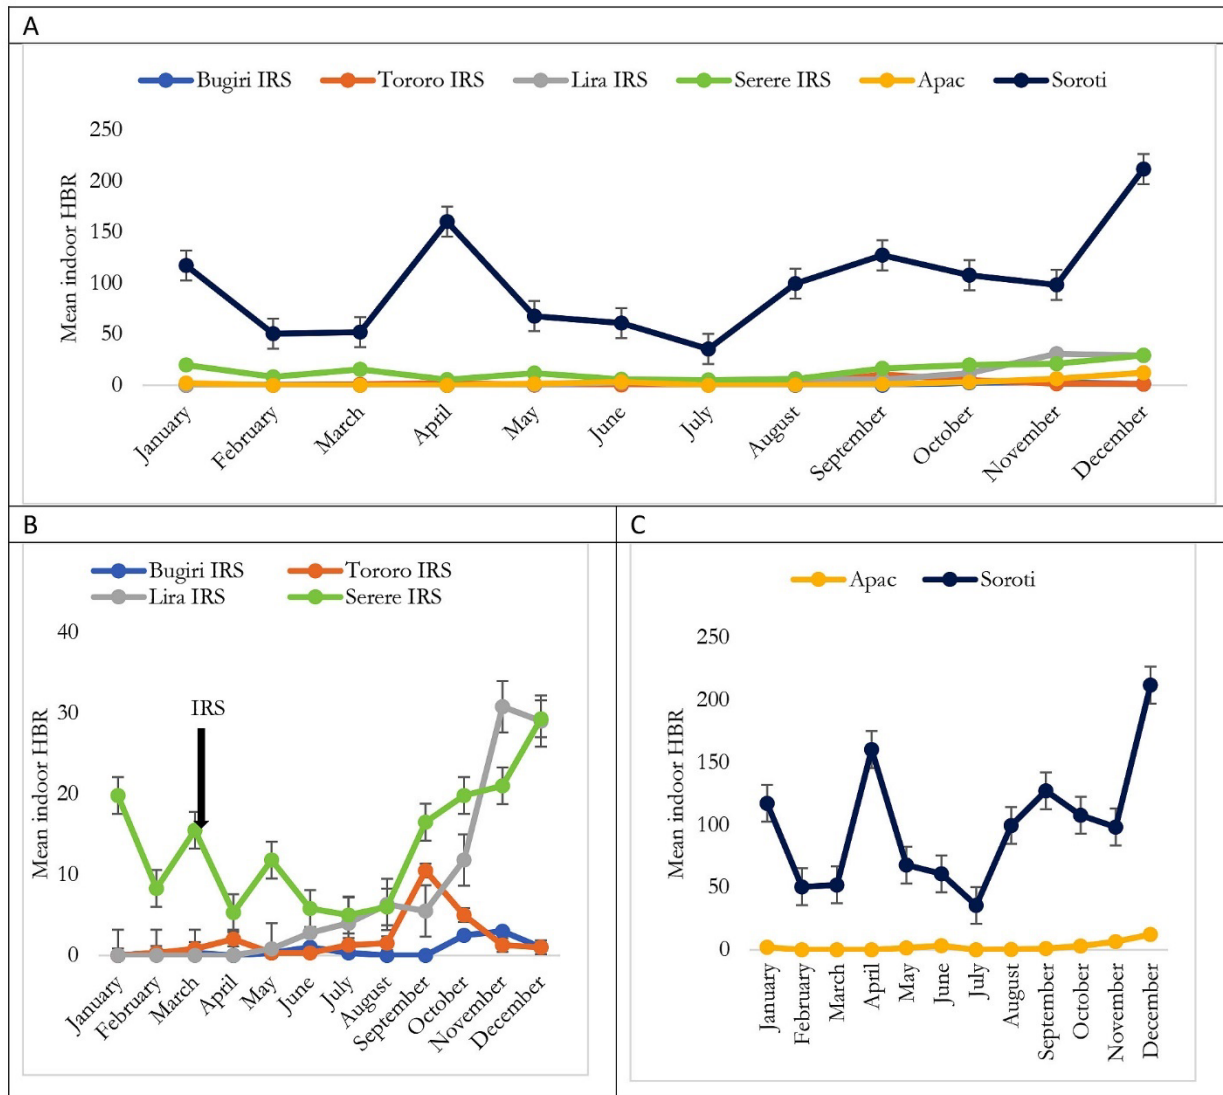 A
Bugiri IRS Tororo IRS Lira IRS Serere IRS Apac Soroti
Mean indoor HBR
250
200
150
100
50
0
January February March April May June July August September October November December
B
Bugiri IRS Tororo IRS
Lira IRS Serere IRS
Mean indoor HBR
40
30
20
10
0
IRS
January February March April May June July August September October November December
C
Apac Soroti
Mean indoor HBR
250
200
150
100
50
0
January February March April May June July August September October November December